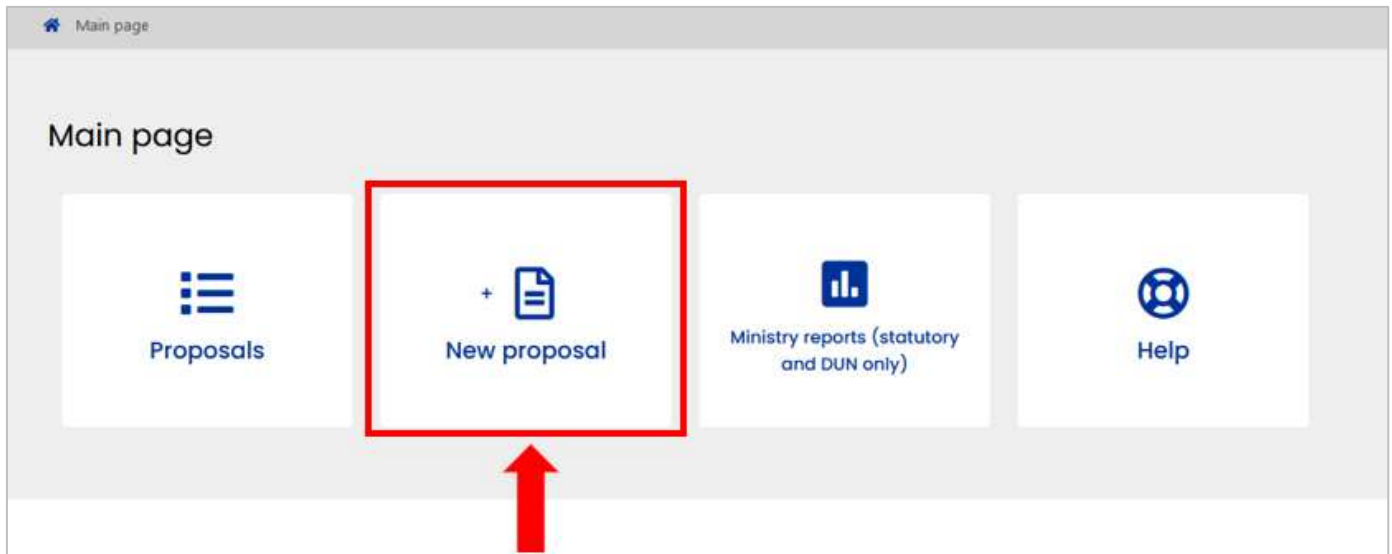 Main page
Main page
Proposals
+
New proposal
Ministry reports (statutory
and DUN only)
Help